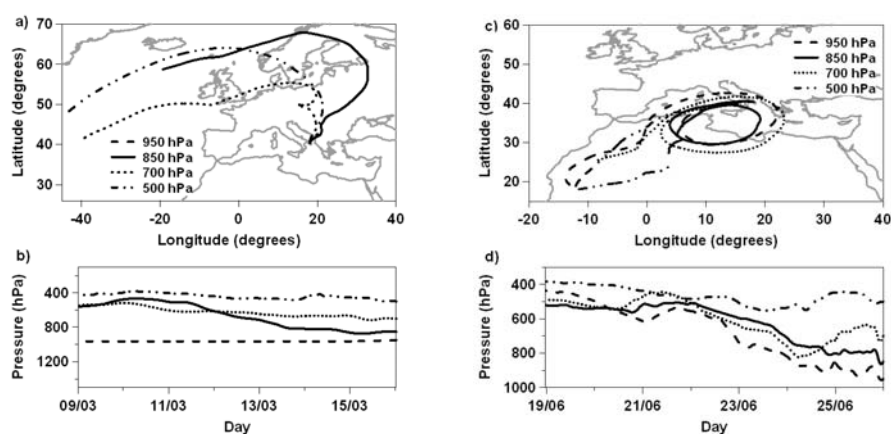 a)
70
60
50
40
30
Latitude (degrees)
950 hPa
850 hPa
700 hPa
500 hPa
-40 -20 0 20 40
Longitude (degrees)
b)
400
600
800
1000
Pressure (hPa)
09/03 11/03 13/03 15/03
Day
c)
60
50
40
30
20
Latitude (degrees)
950 hPa
850 hPa
700 hPa
500 hPa
-20 -10 0 10 20 30 40
Longitude (degrees)
d)
400
600
800
1000
Pressure (hPa)
19/06 21/06 23/06 25/06
Day